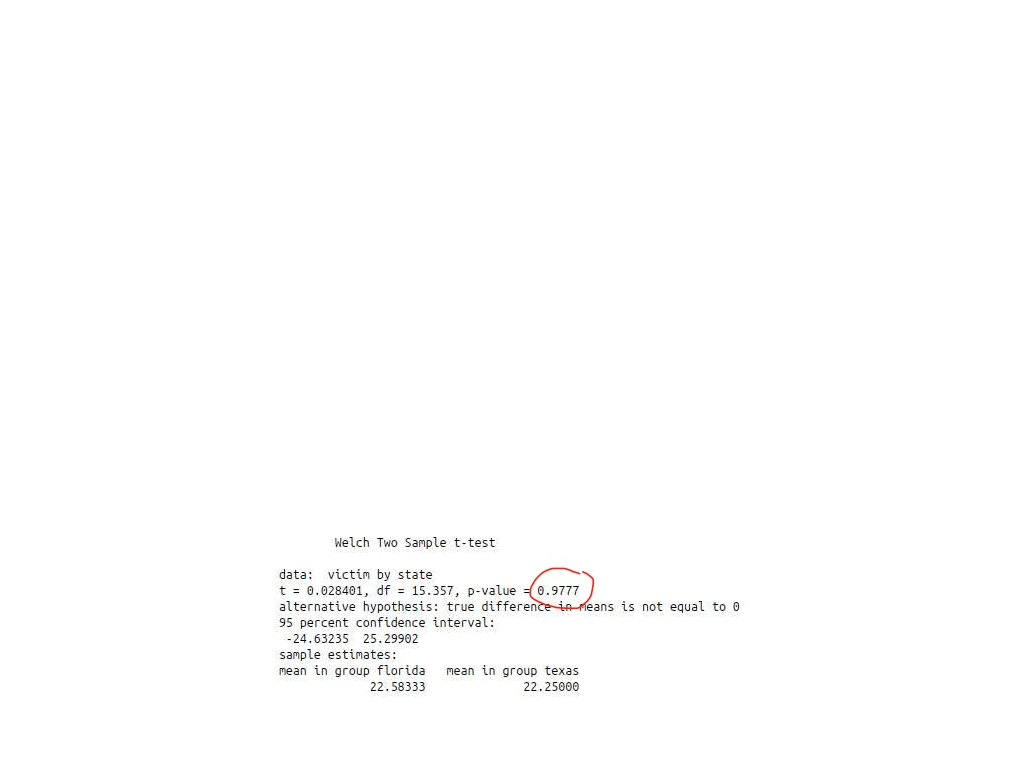 Welch Two Sample t-test
data:  victim by state
t = 0.028401, df = 15.357, p-value = 0.9777
alternative hypothesis: true difference in means is not equal to 0
95 percent confidence interval:
 -24.63235  25.29902
sample estimates:
mean in group florida   mean in group texas
             22.58333              22.25000